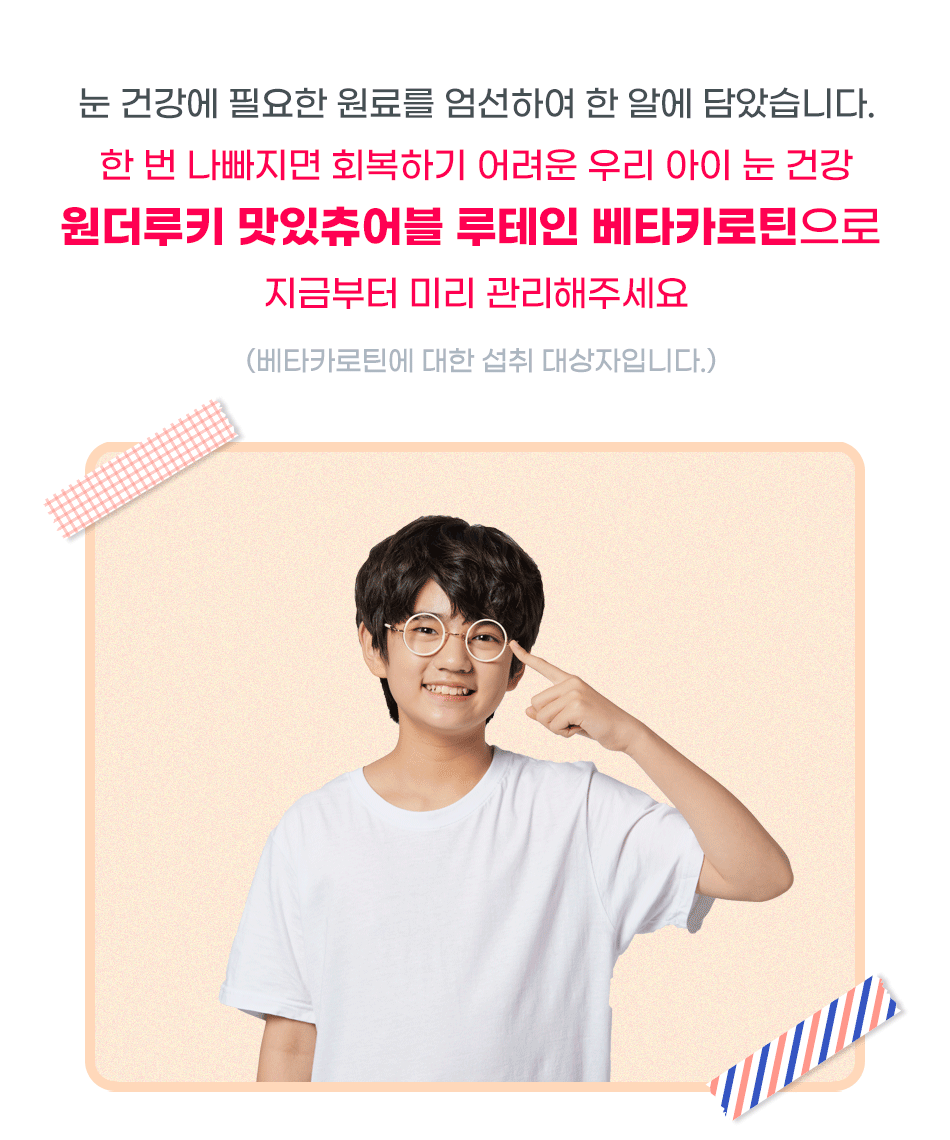 눈 건강에 필요한 원료를 엄선하여 한 알에 담았습니다.
한 번 나빠지면 회복하기 어려운 우리 아이 눈 건강
원더루키 맛있츄어블 루테인 베타카로틴으로
지금부터 미리 관리해주세요
(베타카로틴에 대한 섭취 대상자입니다.)